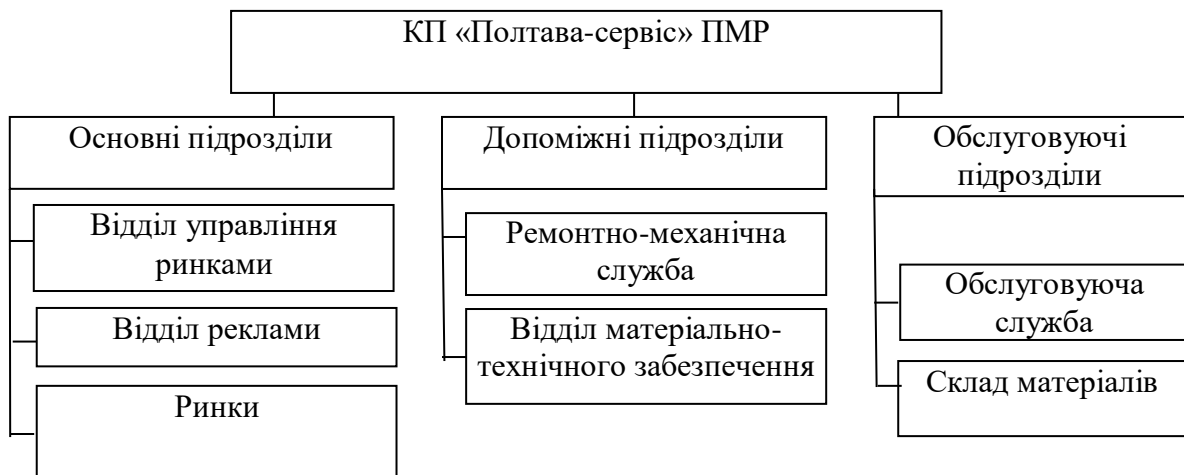 КП «Полтава-сервіс» ПМР
Основні підрозділи
Відділ управління
ринками
Відділ реклами
Ринки
Допоміжні підрозділи
Ремонтно-механічна
служба
Відділ матеріально-
технічного забезпечення
Обслуговуючі
підрозділи
Обслуговуюча
служба
Склад матеріалів